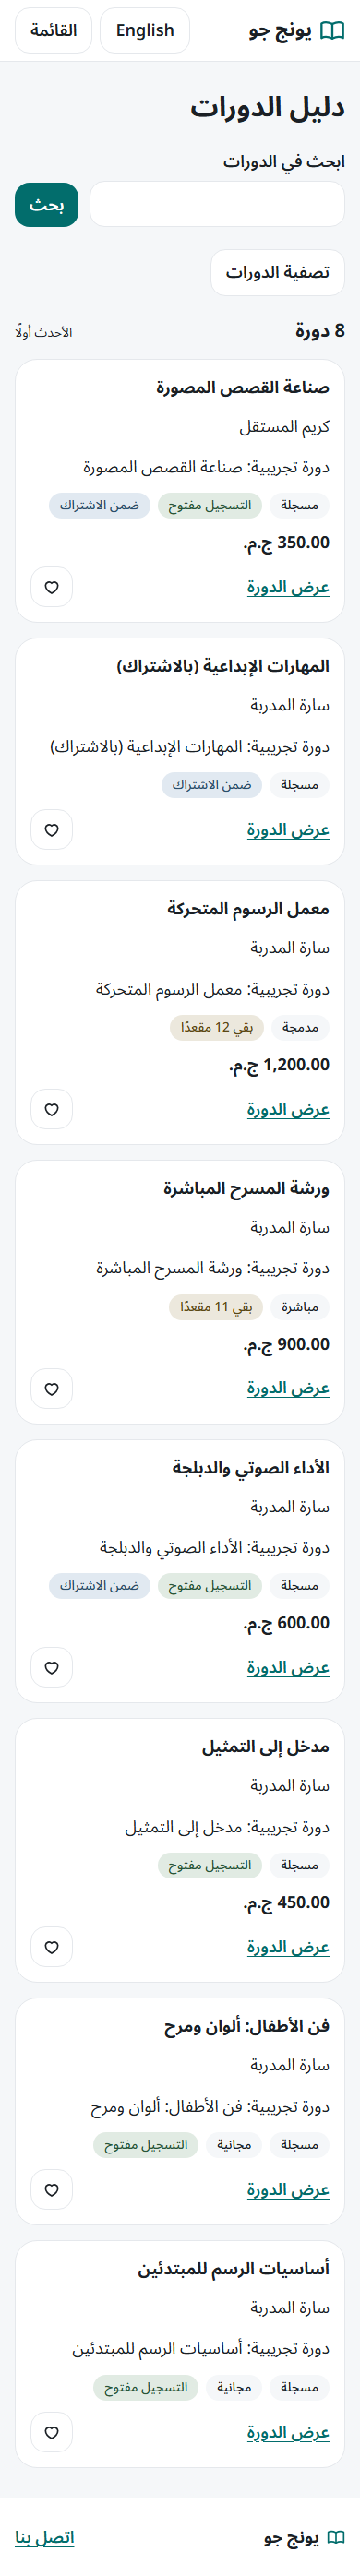 يونج جو
English
القائمة
دليل الدورات
ابحث في الدورات
بحث
تصفية الدورات
8 دورة
الأحدث أولًا
صناعة القصص المصورة
كريم المستقل
دورة تجريبية: صناعة القصص المصورة
مسجلة
التسجيل مفتوح
ضمن الاشتراك
350.00 ج.م.
عرض الدورة
المهارات الإبداعية (بالاشتراك)
سارة المدربة
دورة تجريبية: المهارات الإبداعية (بالاشتراك)
مسجلة
ضمن الاشتراك
عرض الدورة
معمل الرسوم المتحركة
سارة المدربة
دورة تجريبية: معمل الرسوم المتحركة
مدمجة
بقي 12 مقعدًا
1,200.00 ج.م.
عرض الدورة
ورشة المسرح المباشرة
سارة المدربة
دورة تجريبية: ورشة المسرح المباشرة
مباشرة
بقي 11 مقعدًا
900.00 ج.م.
عرض الدورة
الأداء الصوتي والدبلجة
سارة المدربة
دورة تجريبية: الأداء الصوتي والدبلجة
مسجلة
التسجيل مفتوح
ضمن الاشتراك
600.00 ج.م.
عرض الدورة
مدخل إلى التمثيل
سارة المدربة
دورة تجريبية: مدخل إلى التمثيل
مسجلة
التسجيل مفتوح
450.00 ج.م.
عرض الدورة
فن الأطفال: ألوان ومرح
سارة المدربة
دورة تجريبية: فن الأطفال: ألوان ومرح
مسجلة
مجانية
التسجيل مفتوح
عرض الدورة
أساسيات الرسم للمبتدئين
سارة المدربة
دورة تجريبية: أساسيات الرسم للمبتدئين
مسجلة
مجانية
التسجيل مفتوح
عرض الدورة
يونج جو
اتصل بنا